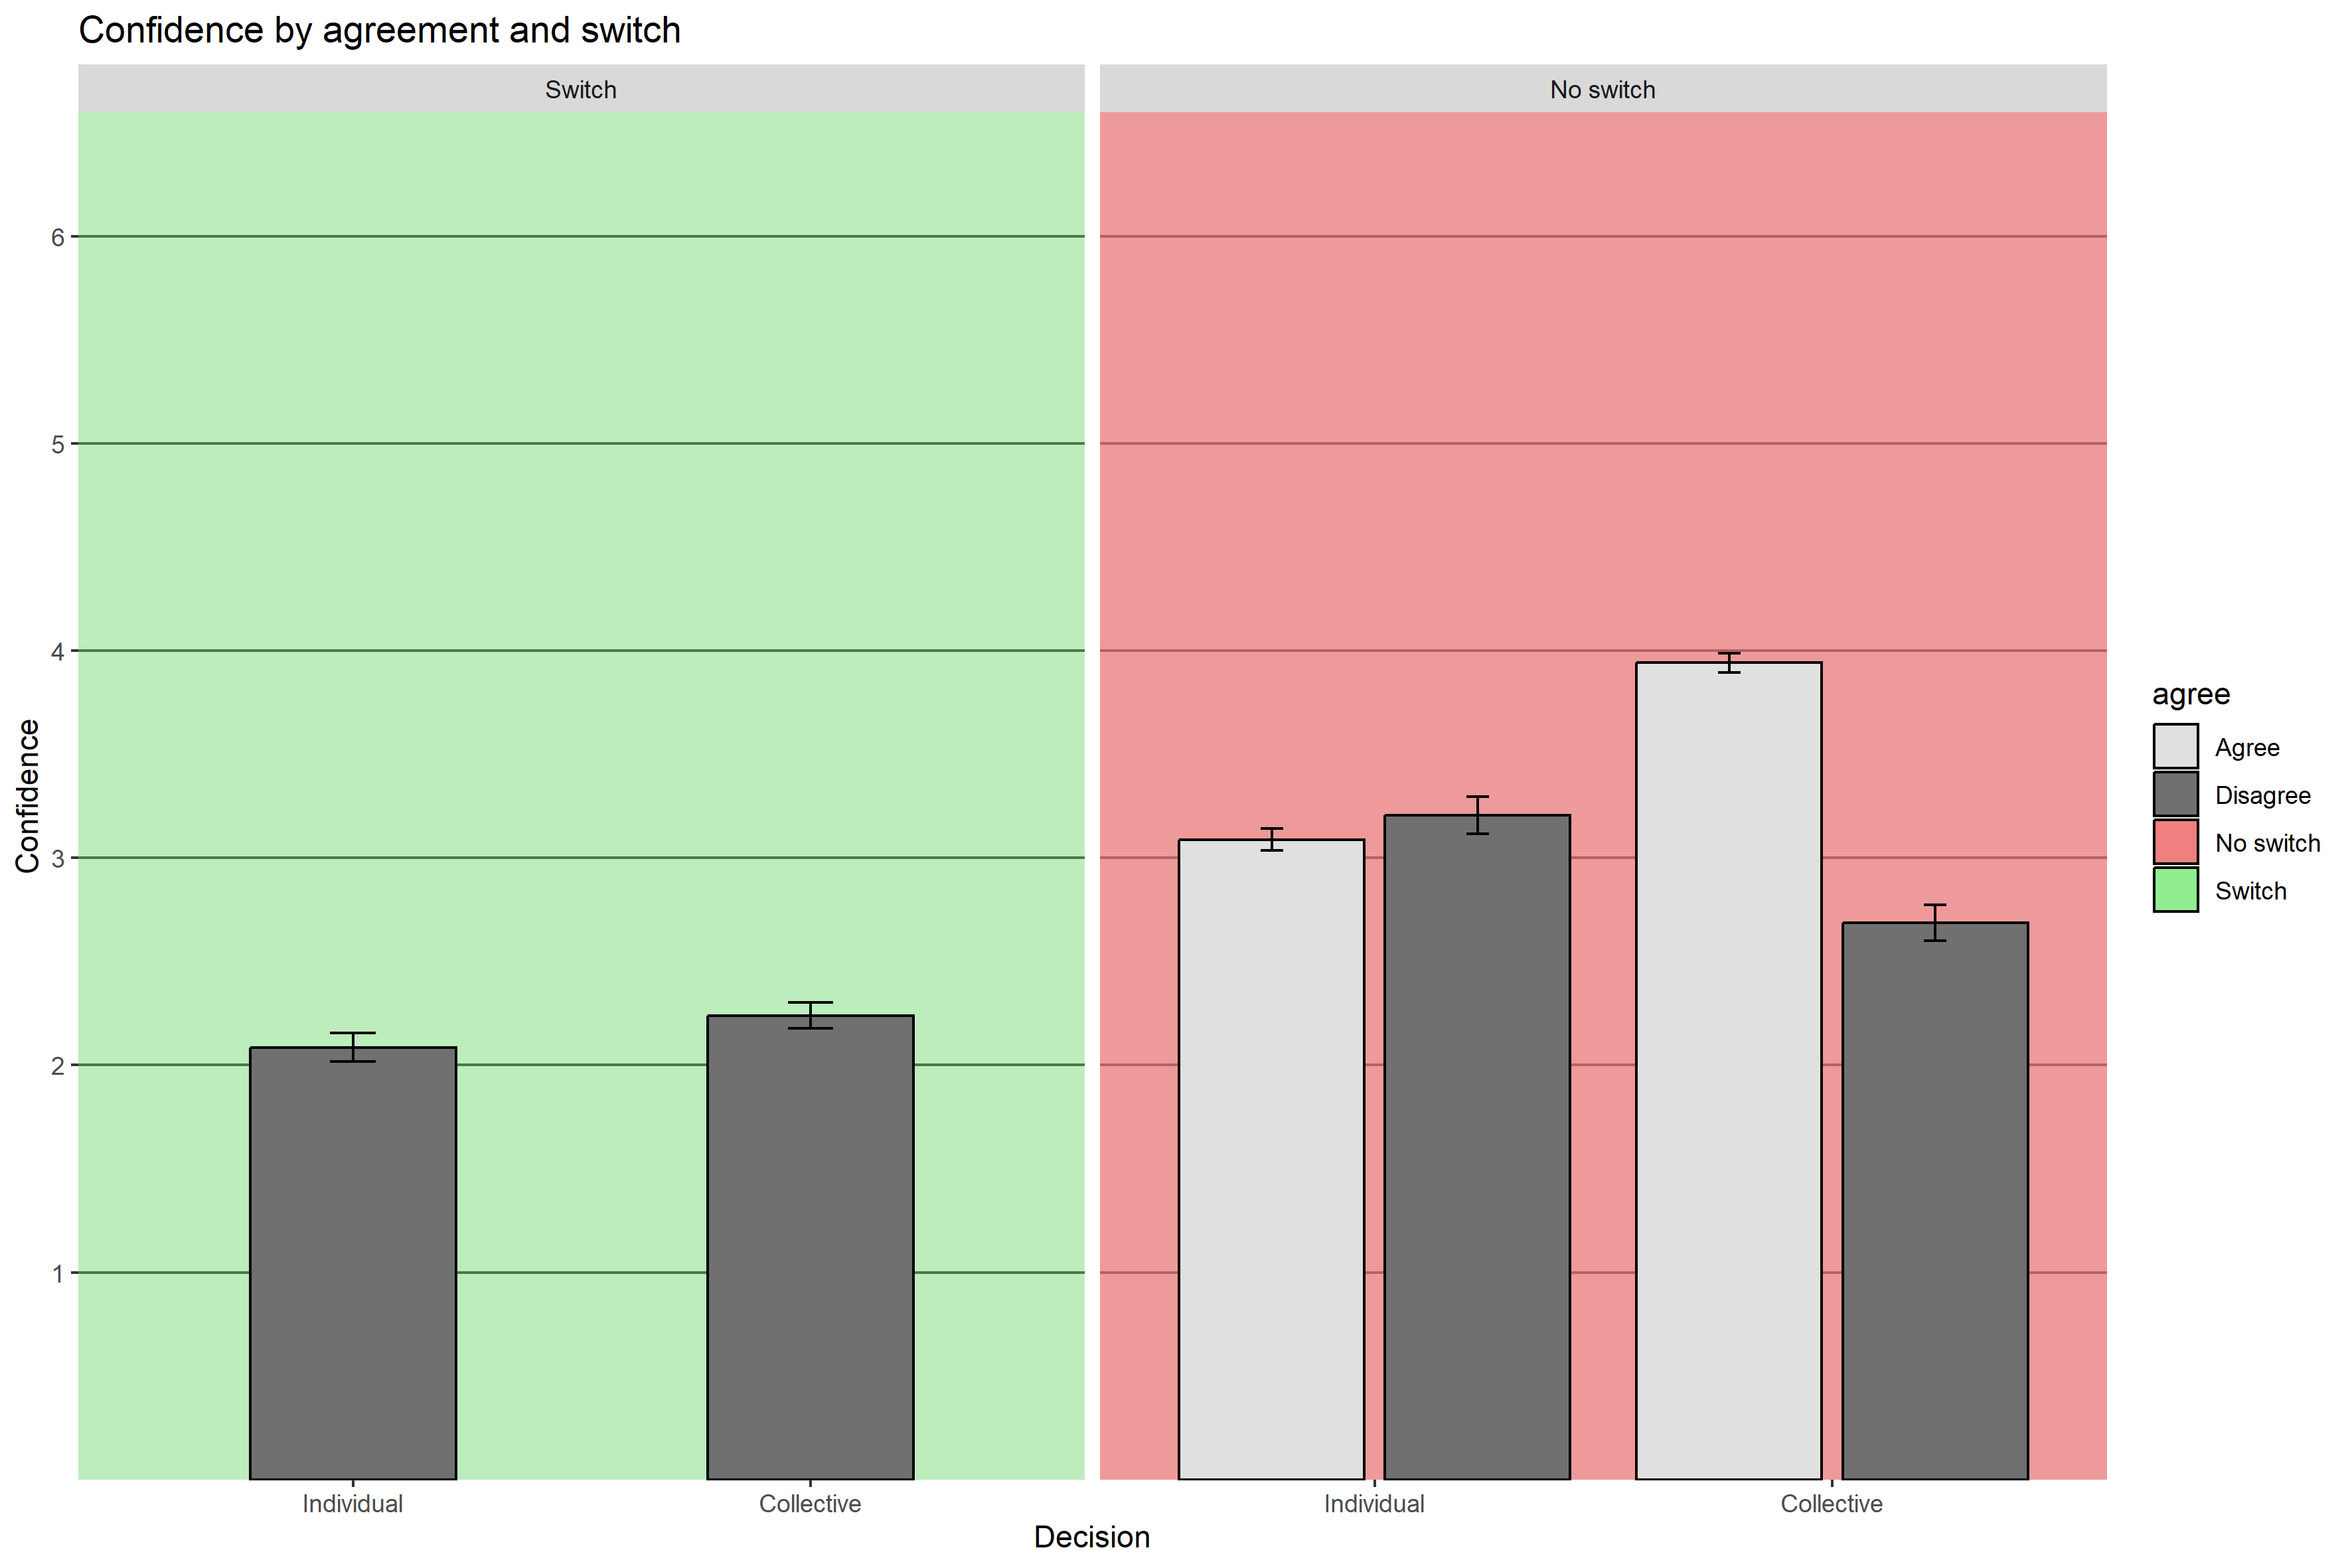 Confidence by agreement and switch
Switch
No switch
6
5
4
3
2
1
Confidence
Individual
Collective
Individual
Collective
Decision
agree
Agree
Disagree
No switch
Switch